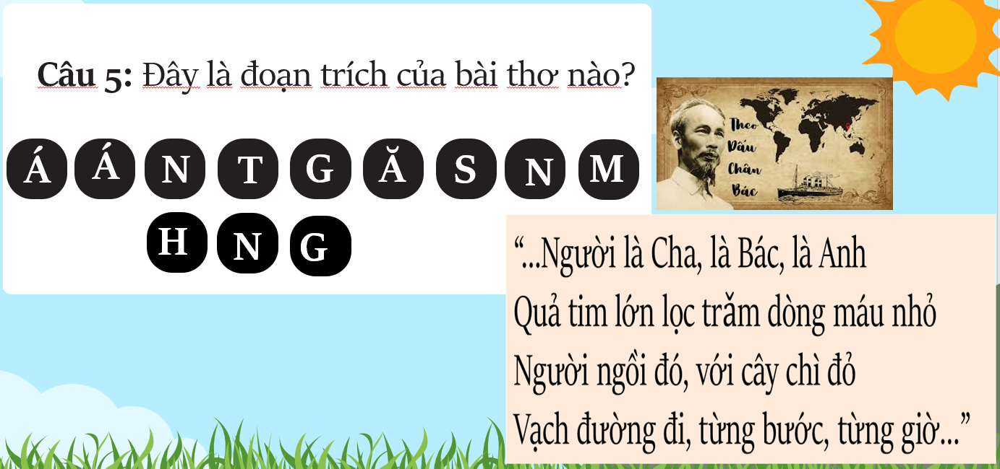 Câu 5: Đây là đoạn trích của bài thơ nào?
Á Á N T G Ă S N M
H N G
Theo
Dấu
Chân
Bác
“...Người là Cha, là Bác, là Anh
Quả tim lớn lọc trăm dòng máu nhỏ
Người ngồi đó, với cây chì đỏ
Vạch đường đi, từng bước, từng giờ...”